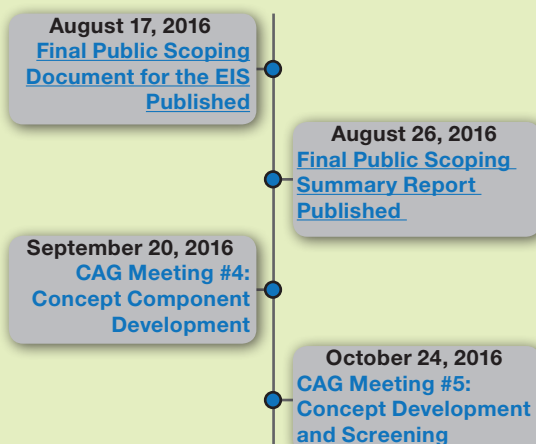 August 17, 2016
Final Public Scoping
Document for the EIS
Published
August 26, 2016
Final Public Scoping
Summary Report
Published
September 20, 2016
CAG Meeting #4:
Concept Component
Development
October 24, 2016
CAG Meeting #5:
Concept Development
and Screening